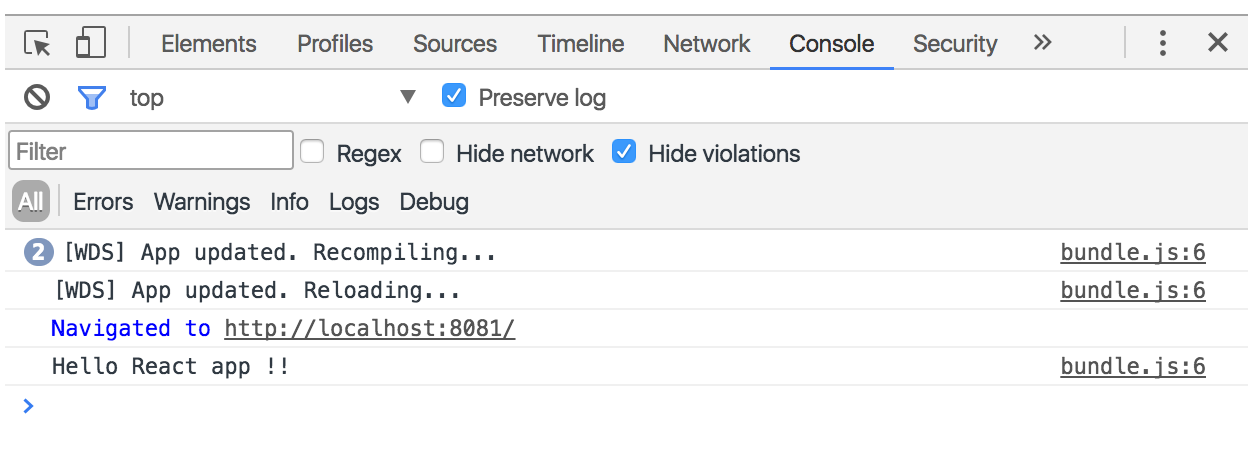 Elements Profiles Sources Timeline Network Console Security
top Preserve log
Filter Regex Hide network Hide violations
All Errors Warnings Info Logs Debug
2 [WDS] App updated. Recompiling... bundle.js:6
[WDS] App updated. Reloading... bundle.js:6
Navigated to http://localhost:8081/
Hello React app !! bundle.js:6